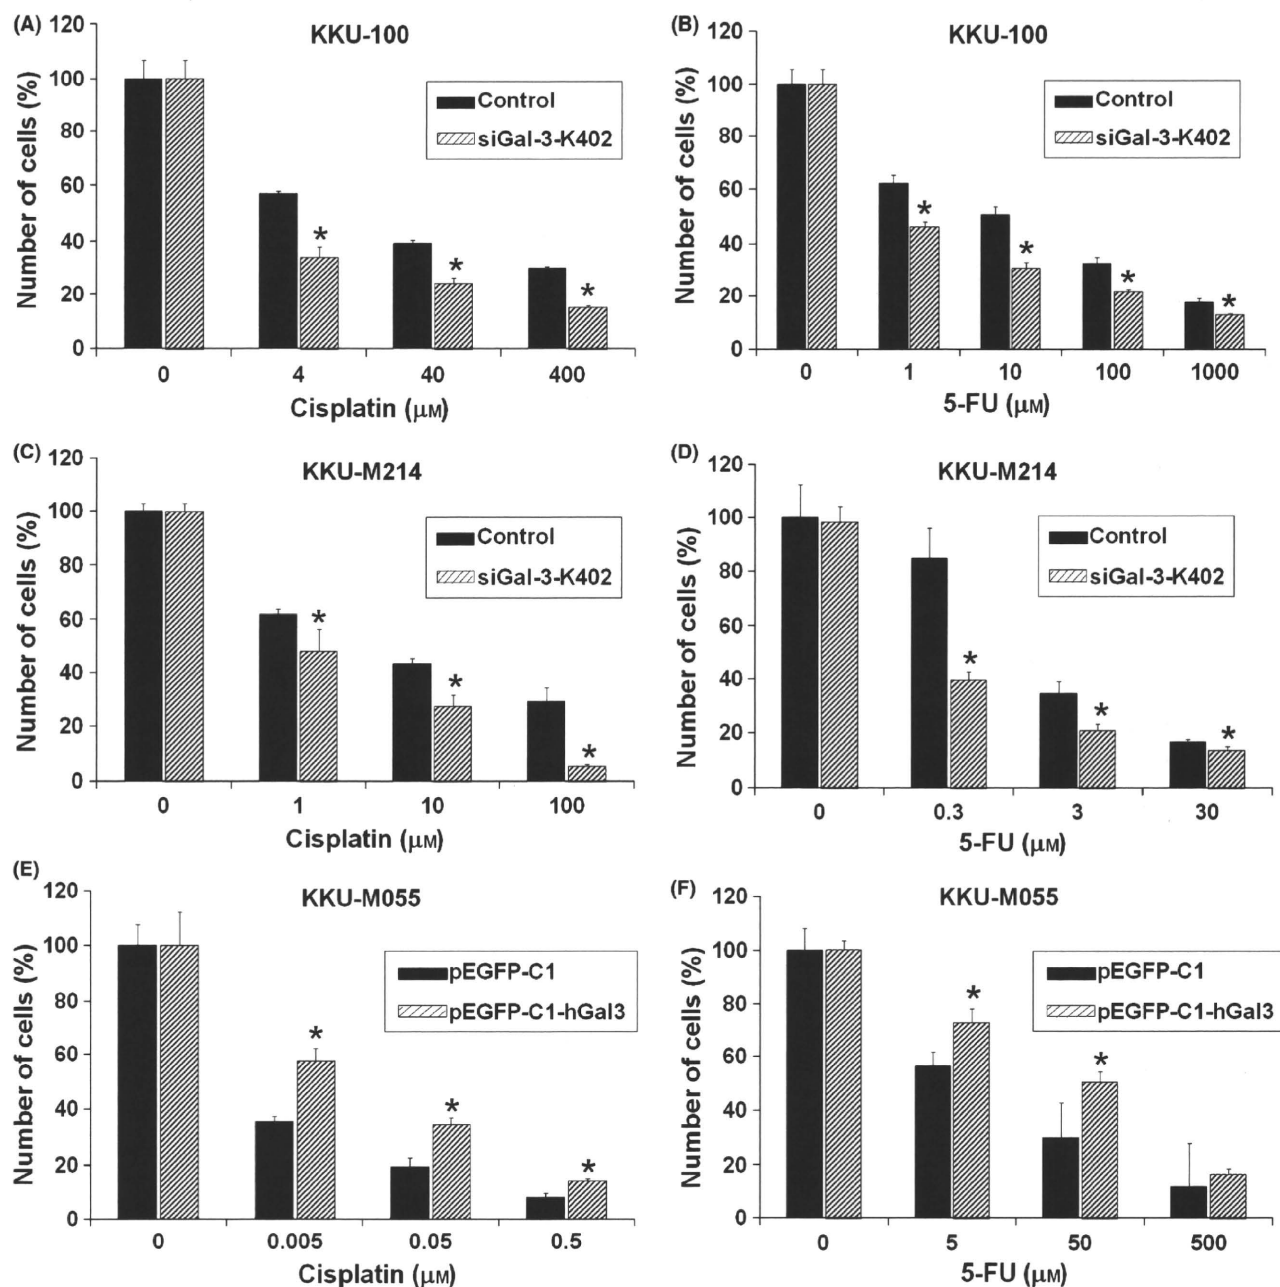 (A)
KKU-100
Number of cells (%)
120
100
80
60
40
20
0
Control
siGal-3-K402
*
*
*
0 4 40 400
Cisplatin (μM)
(B)
KKU-100
Number of cells (%)
120
100
80
60
40
20
0
Control
siGal-3-K402
*
*
*
*
0 1 10 100 1000
5-FU (μM)
(C)
KKU-M214
Number of cells (%)
120
100
80
60
40
20
0
Control
siGal-3-K402
*
*
*
0 1 10 100
Cisplatin (μM)
(D)
KKU-M214
Number of cells (%)
120
100
80
60
40
20
0
Control
siGal-3-K402
*
*
*
0 0.3 3 30
5-FU (μM)
(E)
KKU-M055
Number of cells (%)
120
100
80
60
40
20
0
pEGFP-C1
pEGFP-C1-hGal3
*
*
*
0 0.005 0.05 0.5
Cisplatin (μM)
(F)
KKU-M055
Number of cells (%)
120
100
80
60
40
20
0
pEGFP-C1
pEGFP-C1-hGal3
*
*
0 5 50 500
5-FU (μM)